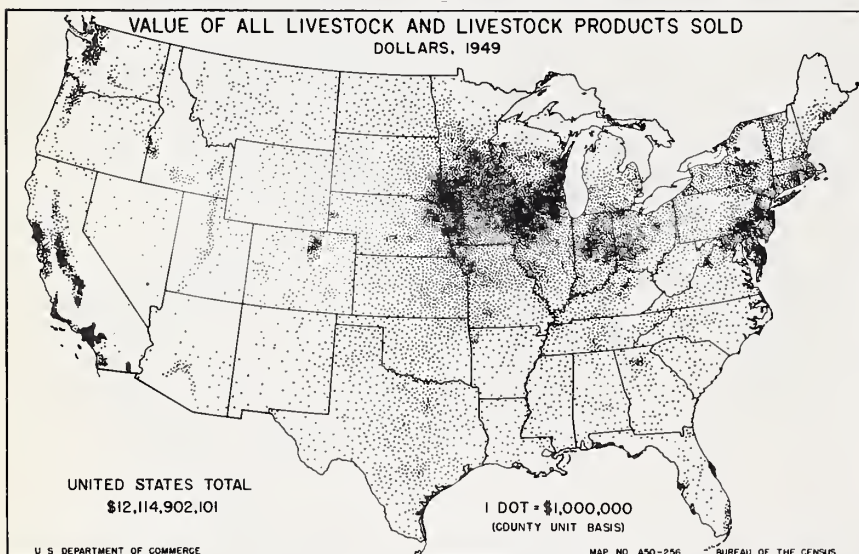 VALUE OF ALL LIVESTOCK AND LIVESTOCK PRODUCTS SOLD
DOLLARS, 1949
UNITED STATES TOTAL
$12,114,902,101
1 DOT = $1,000,000
(COUNTY UNIT BASIS)
U S DEPARTMENT OF COMMERCE
MAP NO. A50-256
BUREAU OF THE CENSUS